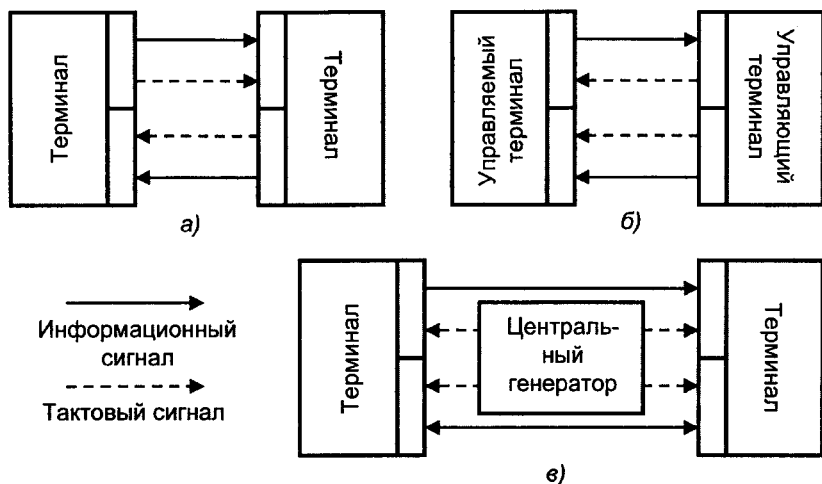 Терминал
Терминал
а)
Управляемый
терминал
Управляющий
терминал
б)
Информационный
сигнал
Тактовый сигнал
Терминал
Централь-
ный
генератор
Терминал
в)